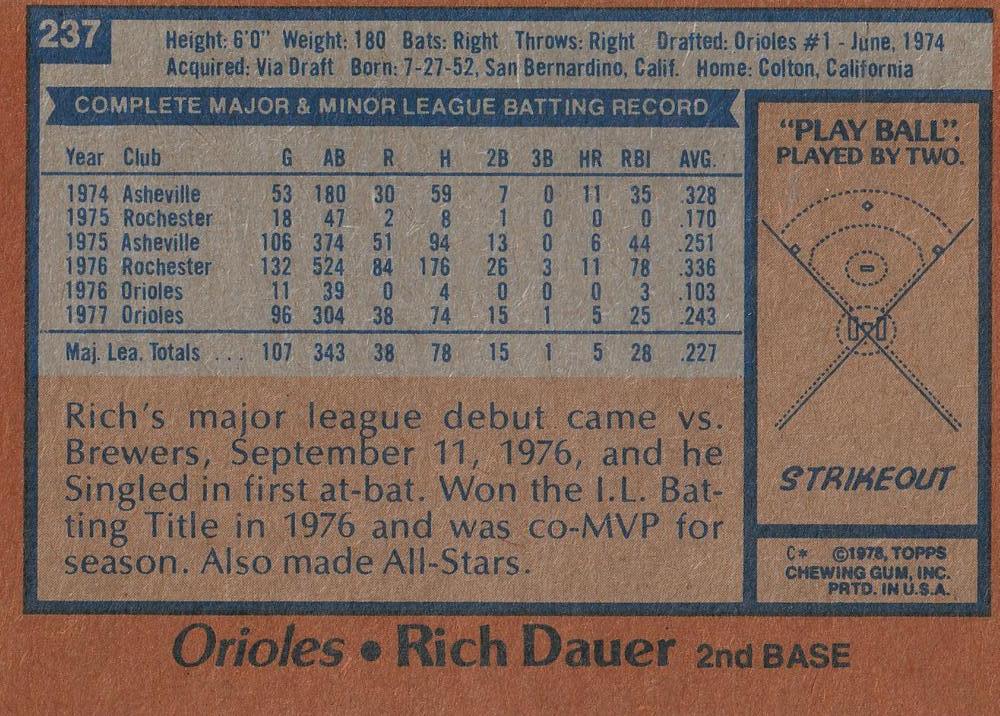 237
Height: 6'0" Weight: 180 Bats: Right Throws: Right Drafted: Orioles #1 - June, 1974
Acquired: Via Draft Born: 7-27-52, San Bernardino, Calif. Home: Colton, California
COMPLETE MAJOR & MINOR LEAGUE BATTING RECORD
Year Club G AB R H 2B 3B HR RBI AVG.
1974 Asheville 53 180 30 59 7 0 11 35 .328
1975 Rochester 18 47 2 8 1 0 0 0 .170
1975 Asheville 106 374 51 94 13 0 6 44 .251
1976 Rochester 132 524 84 176 26 3 11 78 .336
1976 Orioles 11 39 0 4 0 0 0 3 .103
1977 Orioles 96 304 38 74 15 1 5 25 .243
Maj. Lea. Totals ... 107 343 38 78 15 1 5 28 .227
Rich's major league debut came vs.
Brewers, September 11, 1976, and he
Singled in first at-bat. Won the I.L. Bat-
ting Title in 1976 and was co-MVP for
season. Also made All-Stars.
"PLAY BALL".
PLAYED BY TWO.
STRIKEOUT
C* ©1978, TOPPS
CHEWING GUM, INC.
PRTD. IN U.S.A.
Orioles • Rich Dauer 2nd BASE